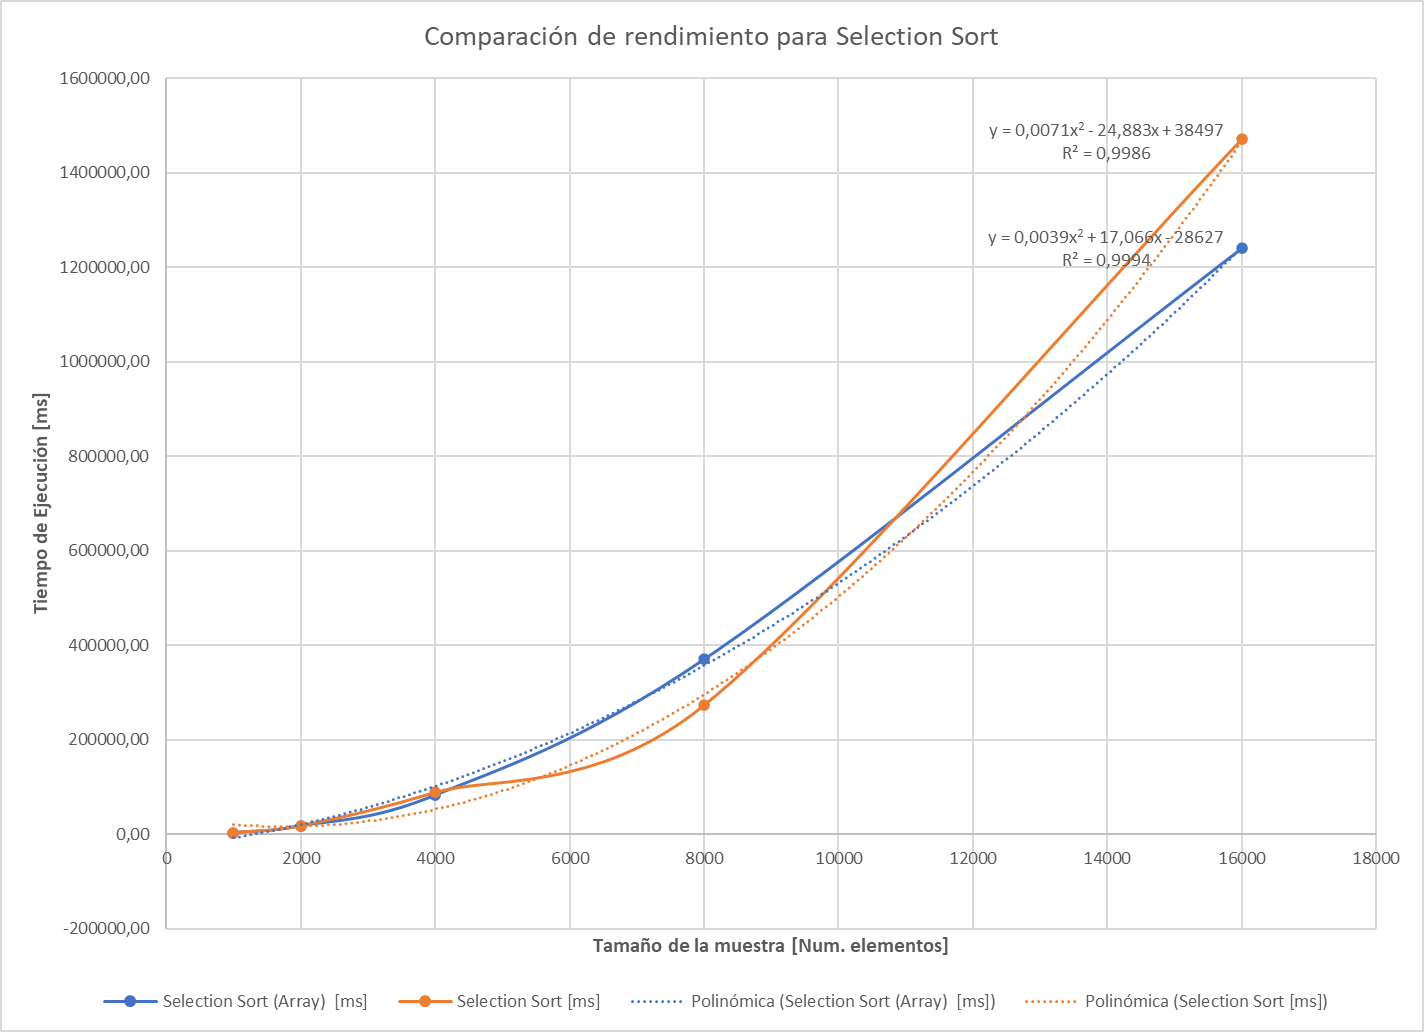 Comparación de rendimiento para Selection Sort
1600000,00
1400000,00
1200000,00
1000000,00
800000,00
600000,00
400000,00
200000,00
0,00
-200000,00
Tiempo de Ejecución [ms]
y = 0,0071x² - 24,883x + 38497
R² = 0,9986
y = 0,0039x² + 17,066x - 28627
R² = 0,9994
0 2000 4000 6000 8000 10000 12000 14000 16000 18000
Tamaño de la muestra [Num. elementos]
Selection Sort (Array) [ms] Selection Sort [ms] Polinómica (Selection Sort (Array) [ms]) Polinómica (Selection Sort [ms])